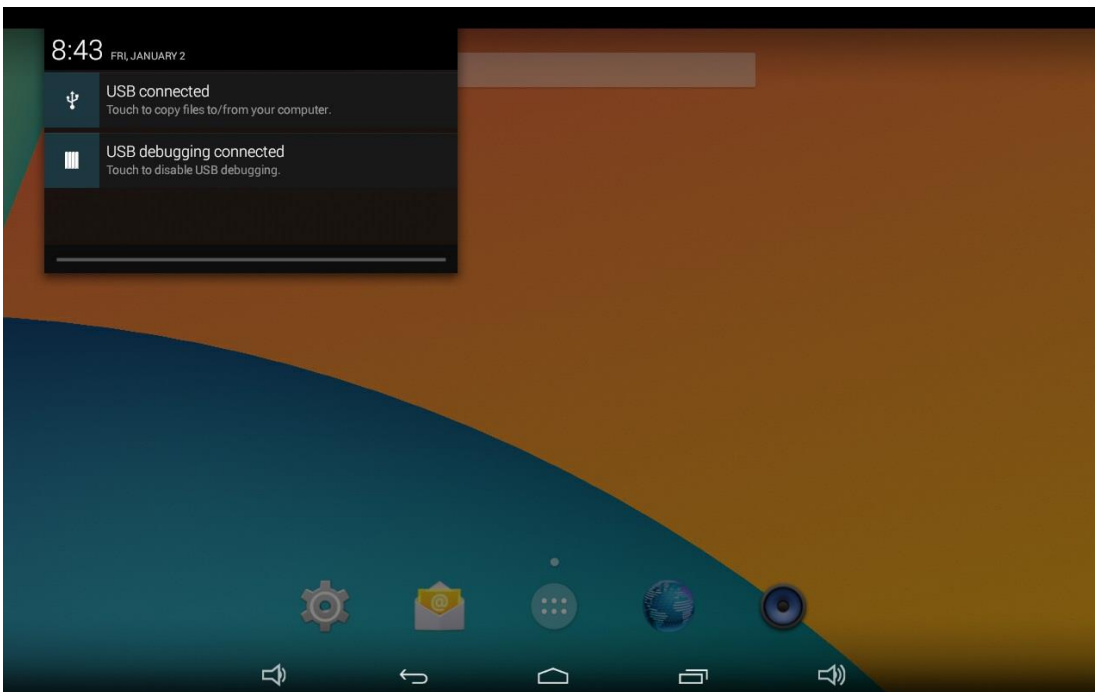 8:43 FRI, JANUARY 2
USB connected
Touch to copy files to/from your computer.
USB debugging connected
Touch to disable USB debugging.
@